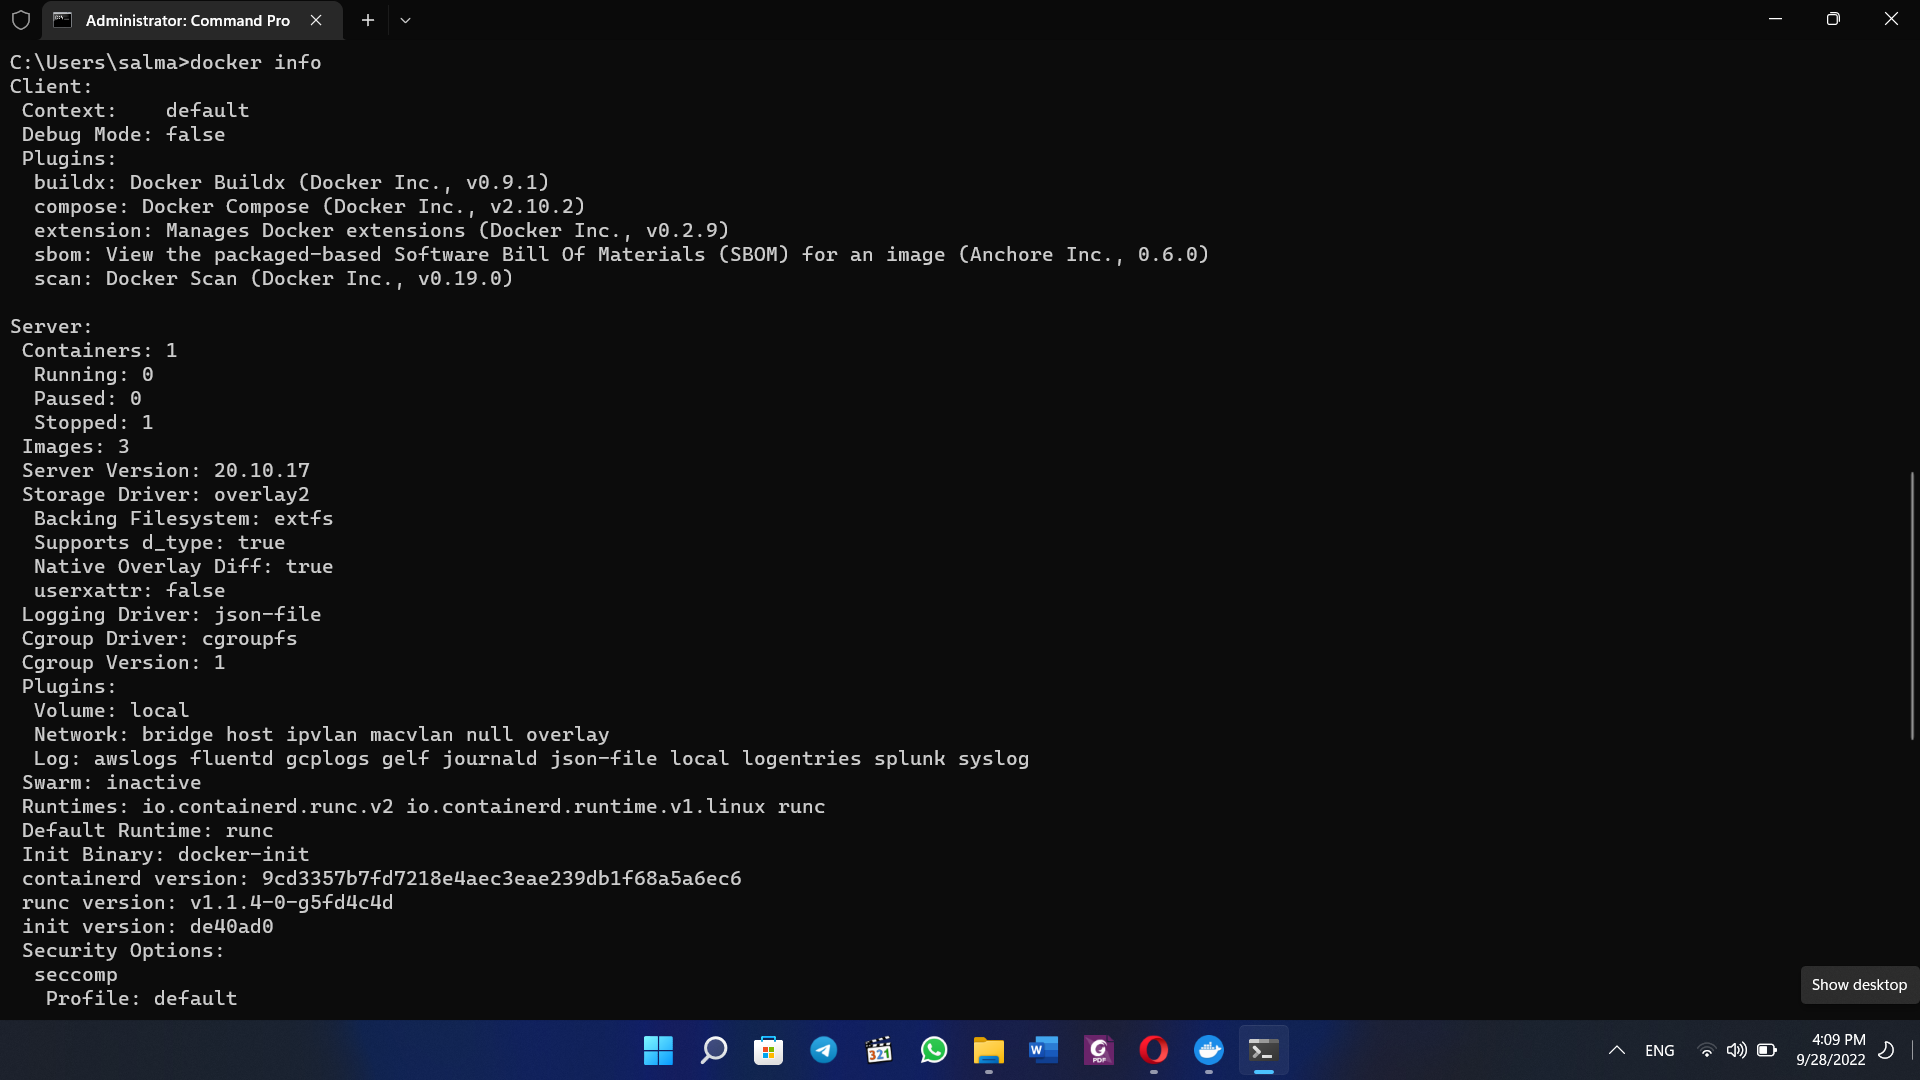 Administrator: Command Pro
C:\Users\salma>docker info
Client:
 Context:    default
 Debug Mode: false
 Plugins:
  buildx: Docker Buildx (Docker Inc., v0.9.1)
  compose: Docker Compose (Docker Inc., v2.10.2)
  extension: Manages Docker extensions (Docker Inc., v0.2.9)
  sbom: View the packaged-based Software Bill Of Materials (SBOM) for an image (Anchore Inc., 0.6.0)
  scan: Docker Scan (Docker Inc., v0.19.0)

Server:
 Containers: 1
  Running: 0
  Paused: 0
  Stopped: 1
 Images: 3
 Server Version: 20.10.17
 Storage Driver: overlay2
  Backing Filesystem: extfs
  Supports d_type: true
  Native Overlay Diff: true
  userxattr: false
 Logging Driver: json-file
 Cgroup Driver: cgroupfs
 Cgroup Version: 1
 Plugins:
  Volume: local
  Network: bridge host ipvlan macvlan null overlay
  Log: awslogs fluentd gcplogs gelf journald json-file local logentries splunk syslog
 Swarm: inactive
 Runtimes: io.containerd.runc.v2 io.containerd.runtime.v1.linux runc
 Default Runtime: runc
 Init Binary: docker-init
 containerd version: 9cd3357b7fd7218e4aec3eae239db1f68a5a6ec6
 runc version: v1.1.4-0-g5fd4c4d
 init version: de40ad0
 Security Options:
  seccomp
   Profile: default
Show desktop
321
W
PDF
ENG
4:09 PM
9/28/2022